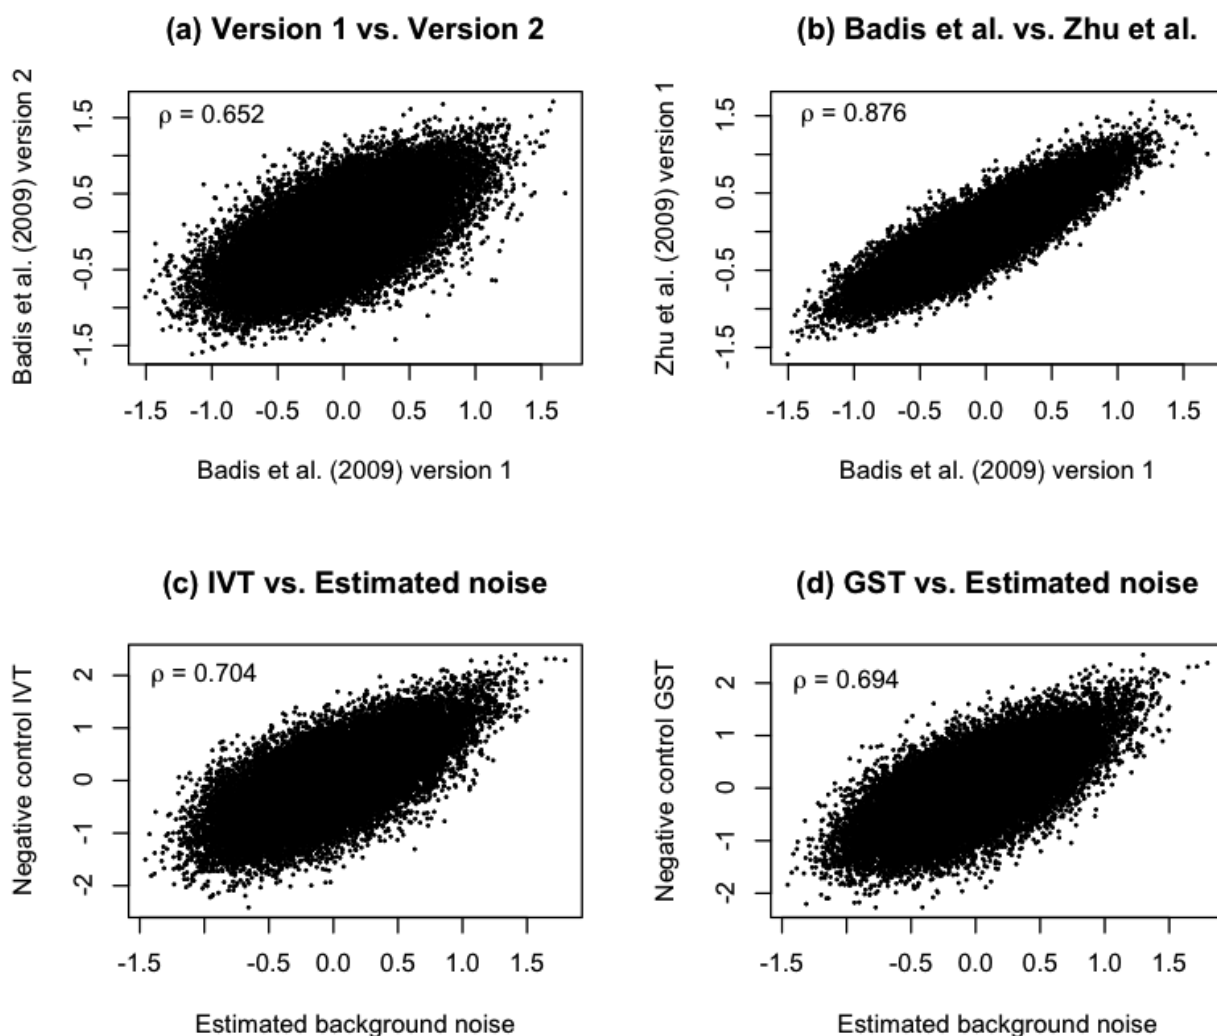 (a) Version 1 vs. Version 2
Badis et al. (2009) version 2
1.5
0.5
-0.5
-1.5
ρ = 0.652
-1.5 -1.0 -0.5 0.0 0.5 1.0 1.5
Badis et al. (2009) version 1
(b) Badis et al. vs. Zhu et al.
Zhu et al. (2009) version 1
1.5
0.5
-0.5
-1.5
ρ = 0.876
-1.5 -1.0 -0.5 0.0 0.5 1.0 1.5
Badis et al. (2009) version 1
(c) IVT vs. Estimated noise
Negative control IVT
2
1
0
-1
-2
ρ = 0.704
-1.5 -0.5 0.0 0.5 1.0 1.5
Estimated background noise
(d) GST vs. Estimated noise
Negative control GST
2
1
0
-1
-2
ρ = 0.694
-1.5 -0.5 0.0 0.5 1.0 1.5
Estimated background noise